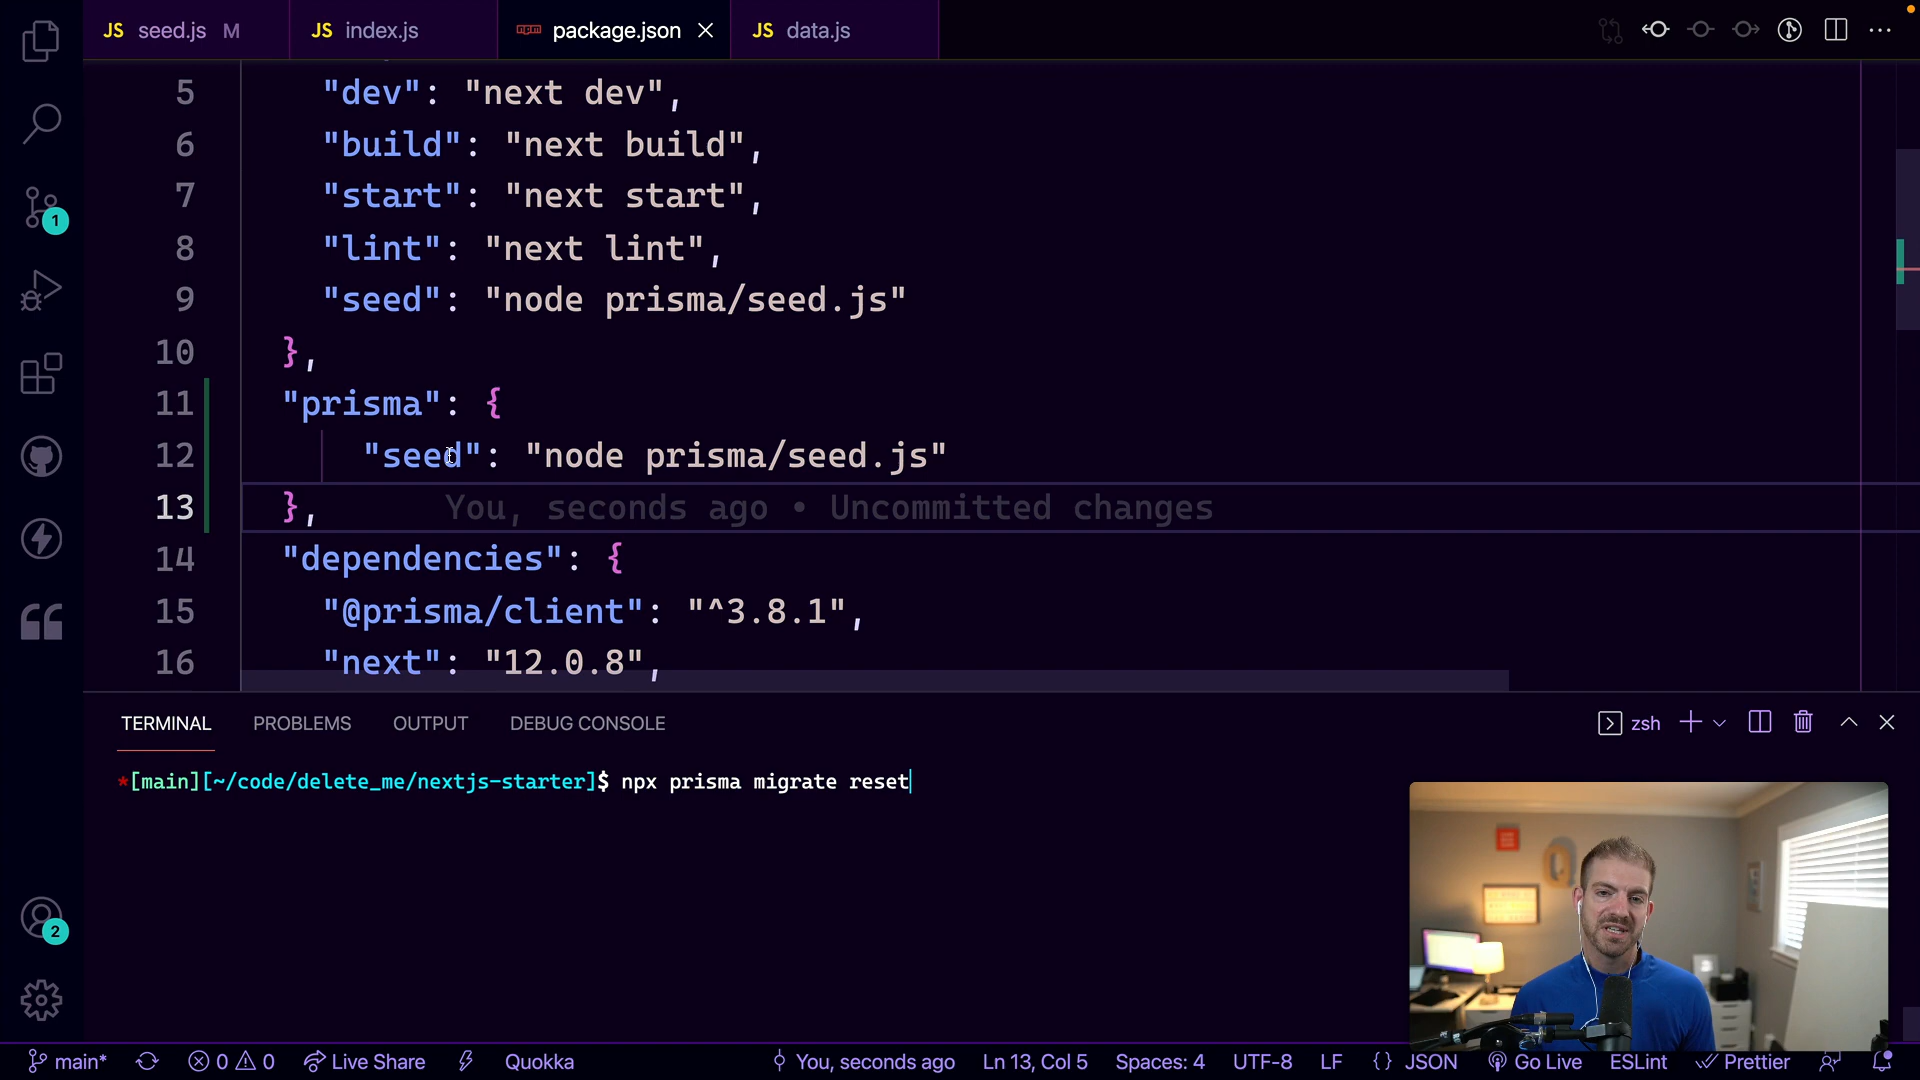 JS seed.js M
JS index.js
package.json
JS data.js
5 "dev": "next dev",
6 "build": "next build",
7 "start": "next start",
8 "lint": "next lint",
9 "seed": "node prisma/seed.js"
10 },
11 "prisma": {
12 "seed": "node prisma/seed.js"
13 }, You, seconds ago • Uncommitted changes
14 "dependencies": {
15 "@prisma/client": "^3.8.1",
16 "next": "12.0.8",
1
2
TERMINAL PROBLEMS OUTPUT DEBUG CONSOLE
zsh
*[main][~/code/delete_me/nextjs-starter]$ npx prisma migrate reset
main* 0 0 Live Share Quokka You, seconds ago Ln 13, Col 5 Spaces: 4 UTF-8 LF {} JSON Go Live ESLint Prettier